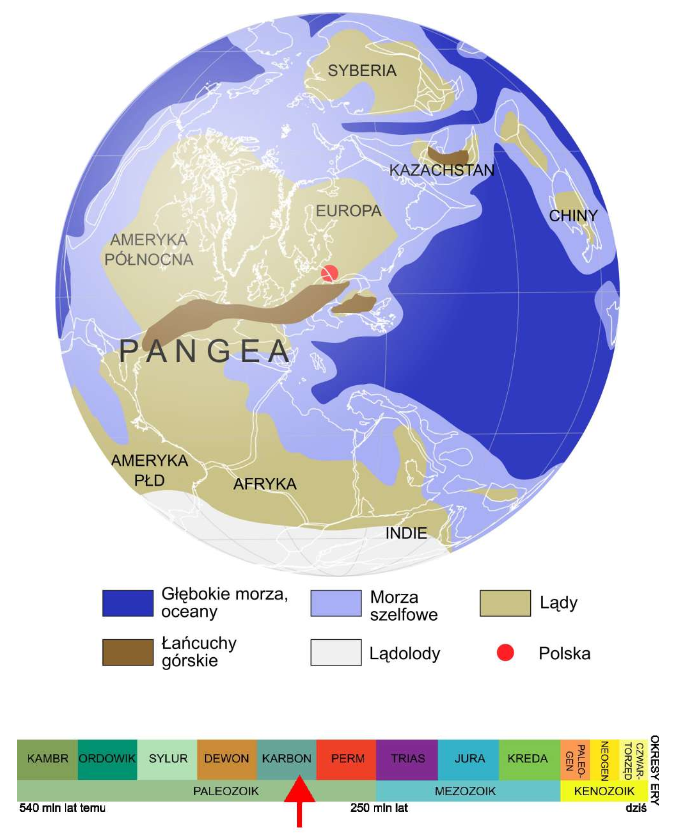 SYBERIA
KAZACHSTAN
EUROPA
CHINY
AMERYKA
PÓŁNOCNA
PANGEA
AMERYKA
PŁD
AFRYKA
INDIE
Głębokie morza,
oceany
Morza
szelfowe
Lądy
Łańcuchy
górskie
Lądolody
Polska
KAMBR ORDOWIK SYLUR DEWON KARBON PERM TRIAS JURA KREDA
PALEO-
GEN
NEOGEN
CZWAR-
TORZĘD
OKRESY
PALEOZOIK MEZOZOIK KENOZOIK
ERY
540 mln lat temu 250 mln lat dziś